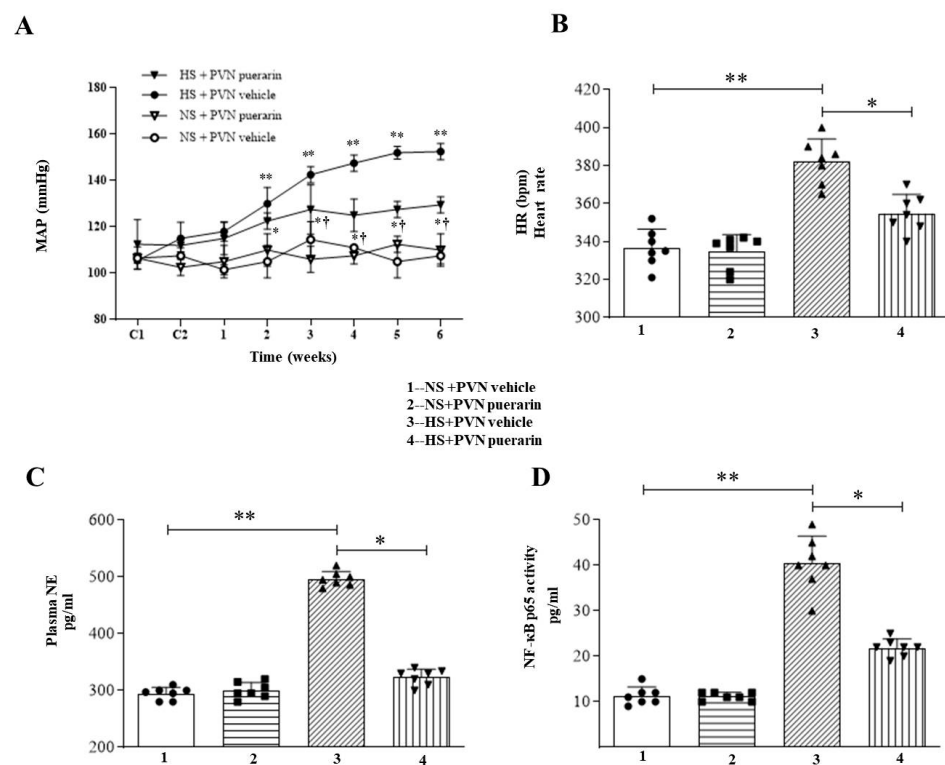 A
HS + PVN puerarin
HS + PVN vehicle
NS + PVN puerarin
NS + PVN vehicle
MAP (mmHg)
180
160
140
120
100
80
** ** ** ** **
* *† *† *† *†
C1 C2 1 2 3 4 5 6
Time (weeks)
B
** *
HR (bpm)
Heart rate
420
400
380
360
340
320
300
1 2 3 4
1--NS +PVN vehicle
2--NS+PVN puerarin
3--HS+PVN vehicle
4--HS+PVN puerarin
C
** *
Plasma NE
pg/ml
600
500
400
300
200
1 2 3 4
D
** *
NF-κB p65 activity
pg/ml
50
40
30
20
10
1 2 3 4